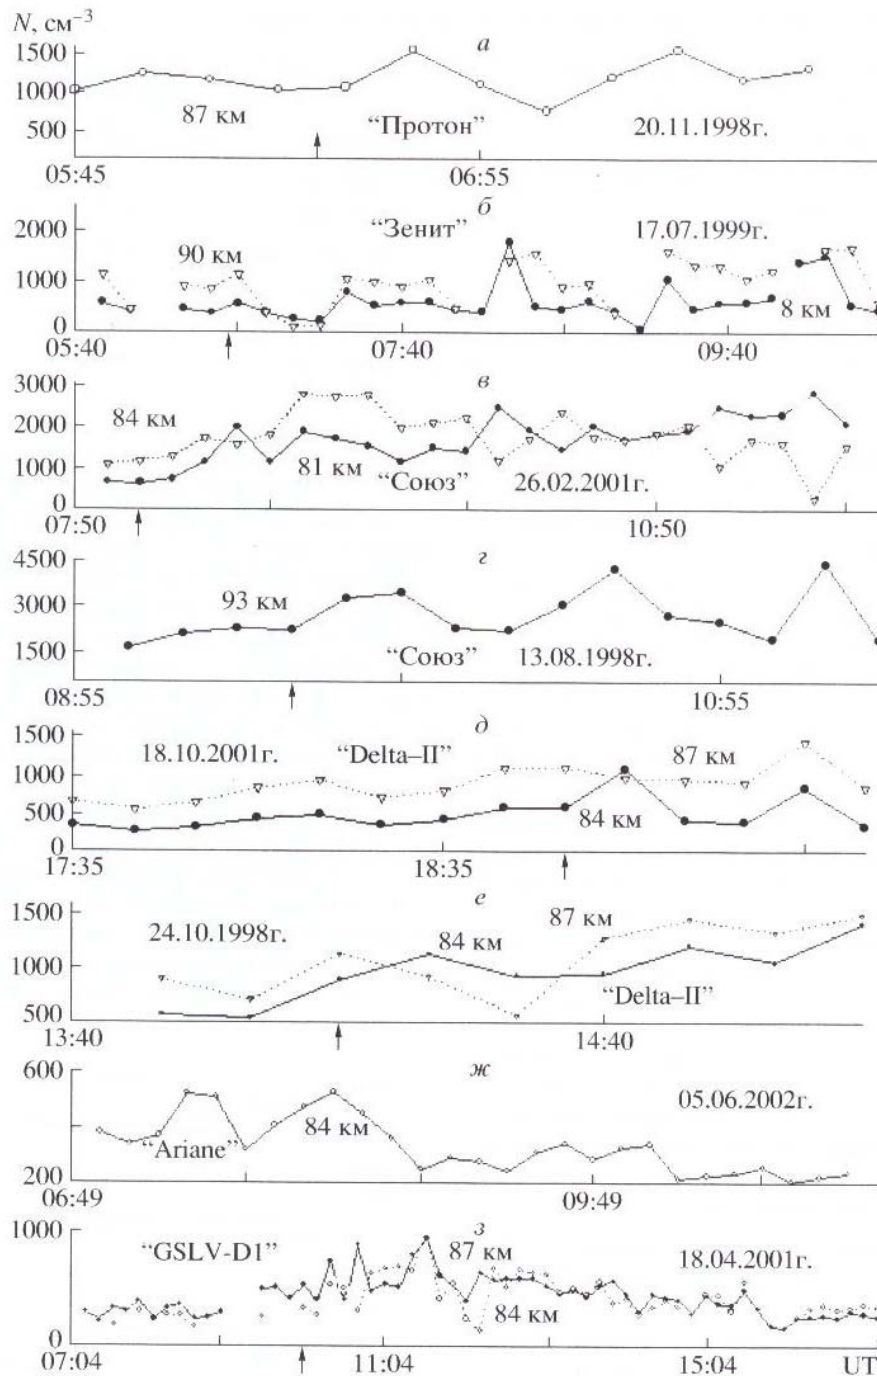 N, см⁻³
а
1500
1000
500
87 км
“Протон”
20.11.1998г.
05:45
06:55
б
2000
1000
0
90 км
“Зенит”
17.07.1999г.
8 км
05:40
07:40
09:40
в
3000
2000
1000
0
84 км
81 км
“Союз”
26.02.2001г.
07:50
10:50
г
4500
3000
1500
93 км
“Союз”
13.08.1998г.
08:55
10:55
д
1500
1000
500
0
18.10.2001г.
“Delta–II”
87 км
84 км
17:35
18:35
е
1500
1000
500
24.10.1998г.
84 км
87 км
“Delta–II”
13:40
14:40
ж
600
200
“Ariane”
84 км
05.06.2002г.
06:49
09:49
з
1000
0
“GSLV-D1”
87 км
84 км
18.04.2001г.
07:04
11:04
15:04
UT